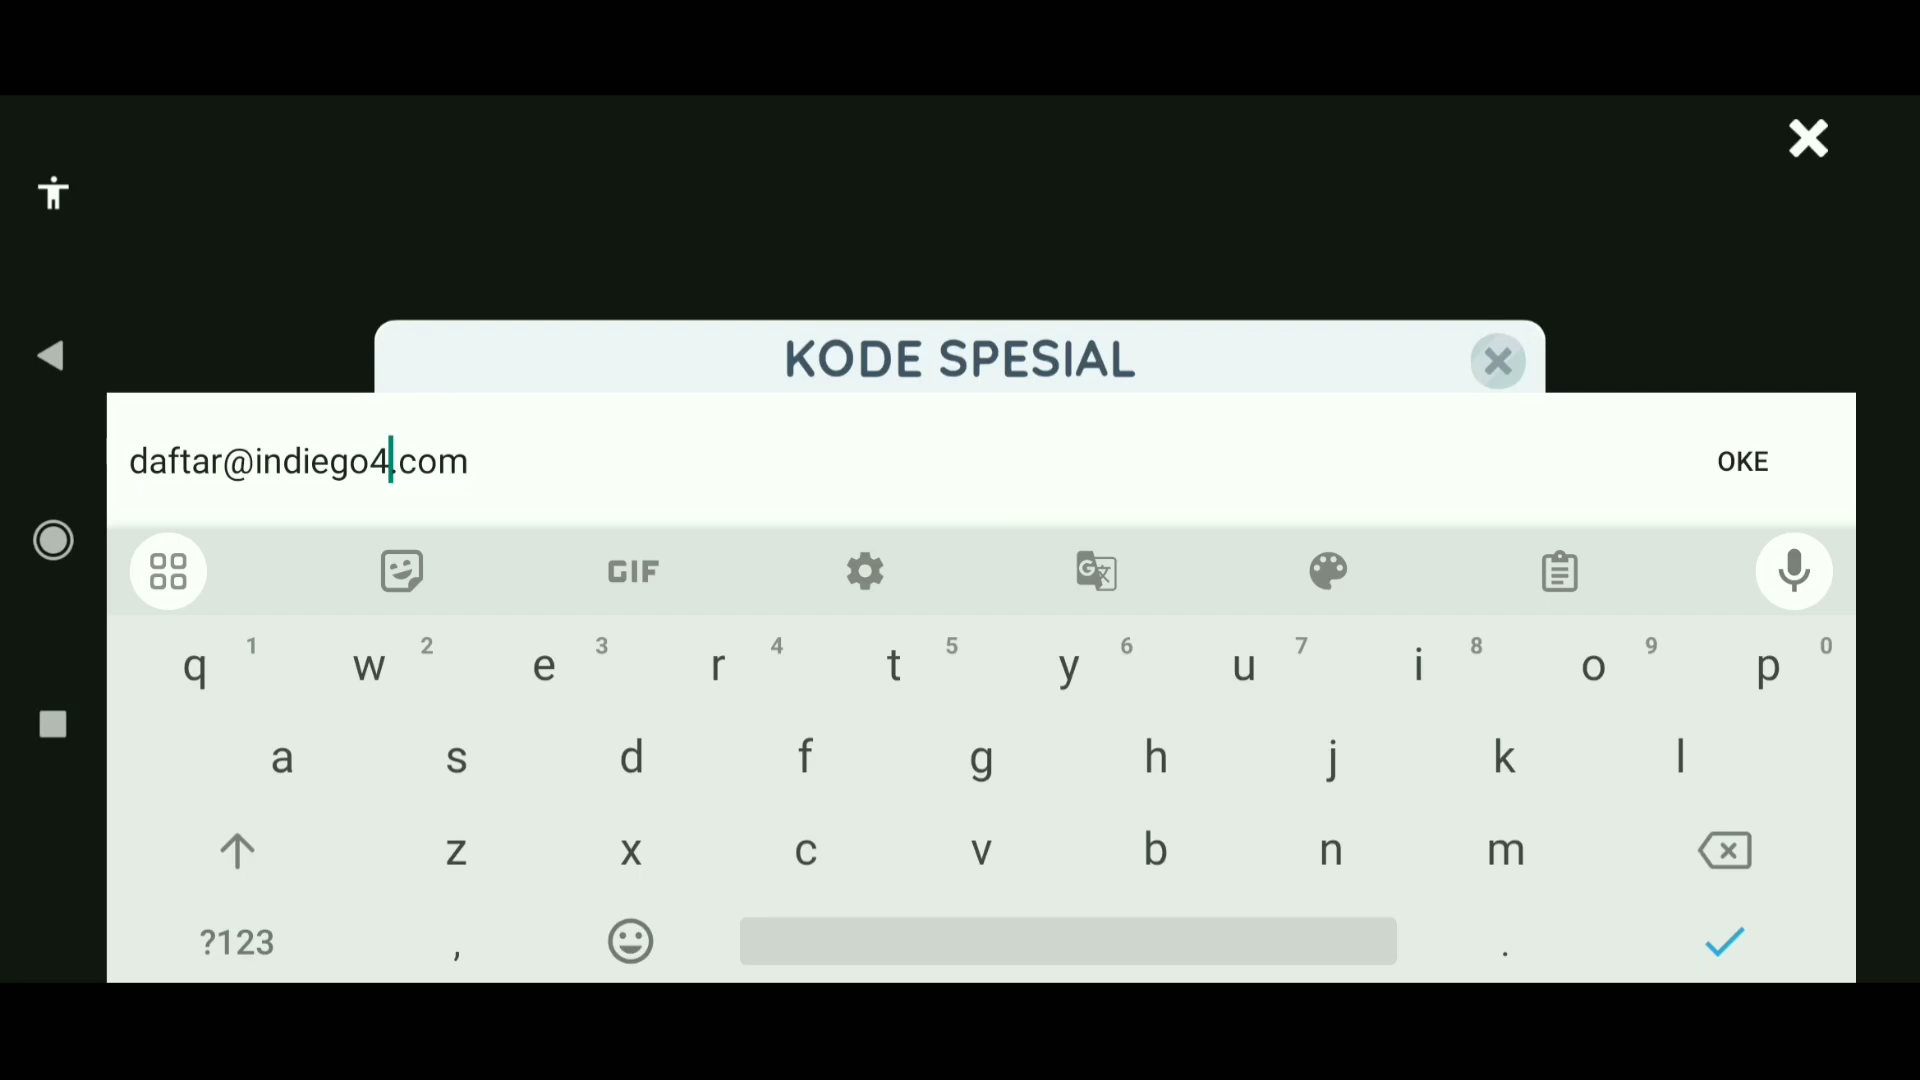 KODE SPESIAL
daftar@indiego4.com
OKE
GIF
G
q 1 w 2 e 3 r 4 t 5 y 6 u 7 i 8 o 9 p 0
a s d f g h j k l
z x c v b n m
?123 , .